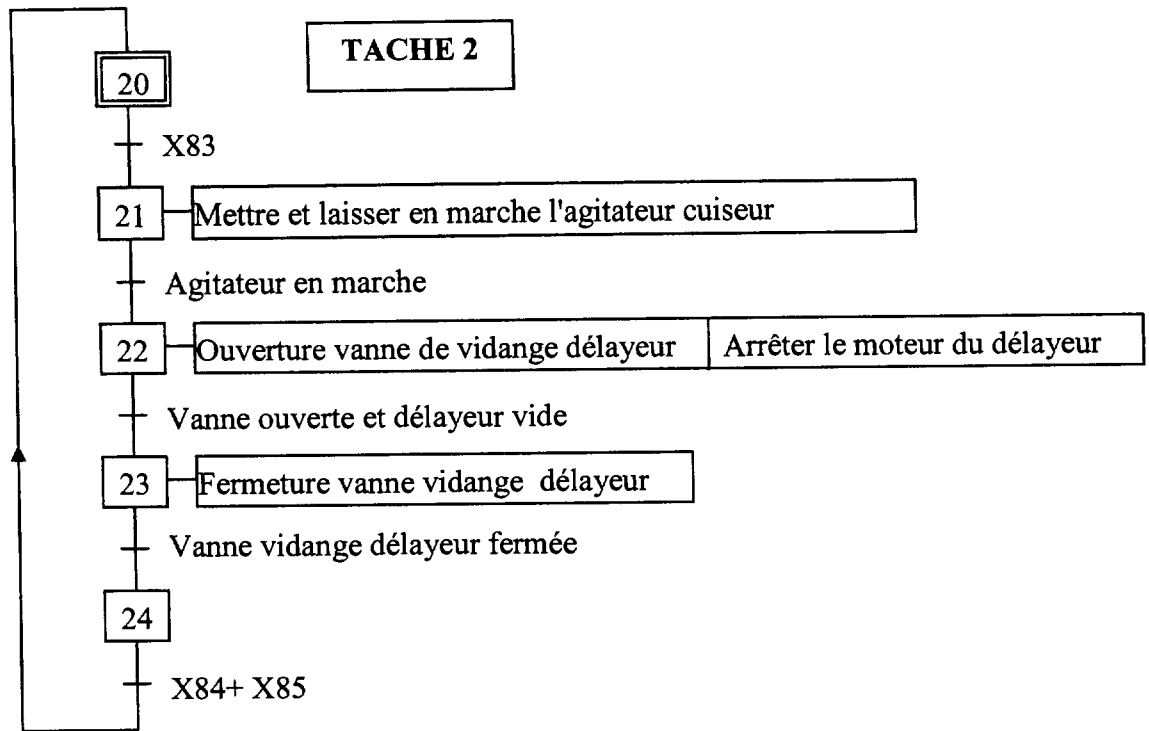 TACHE 2
20
X83
21 Mettre et laisser en marche l'agitateur cuiseur
Agitateur en marche
22 Ouverture vanne de vidange délayeur Arrêter le moteur du délayeur
Vanne ouverte et délayeur vide
23 Fermeture vanne vidange délayeur
Vanne vidange délayeur fermée
24
X84+ X85